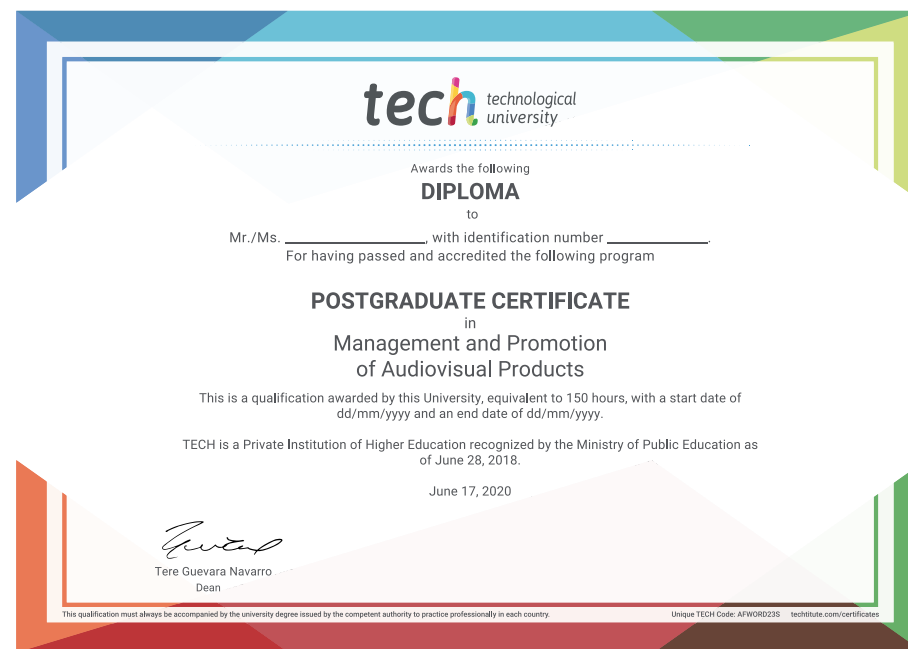 tech technological
university
Awards the following
DIPLOMA
to
Mr./Ms. ____________________, with identification number ______________.
For having passed and accredited the following program
POSTGRADUATE CERTIFICATE
in
Management and Promotion
of Audiovisual Products
This is a qualification awarded by this University, equivalent to 150 hours, with a start date of
dd/mm/yyyy and an end date of dd/mm/yyyy.
TECH is a Private Institution of Higher Education recognized by the Ministry of Public Education as
of June 28, 2018.
June 17, 2020
Tere Guevara Navarro
Dean
This qualification must always be accompanied by the university degree issued by the competent authority to practice professionally in each country. Unique TECH Code: AFWORD23S techtitute.com/certificates